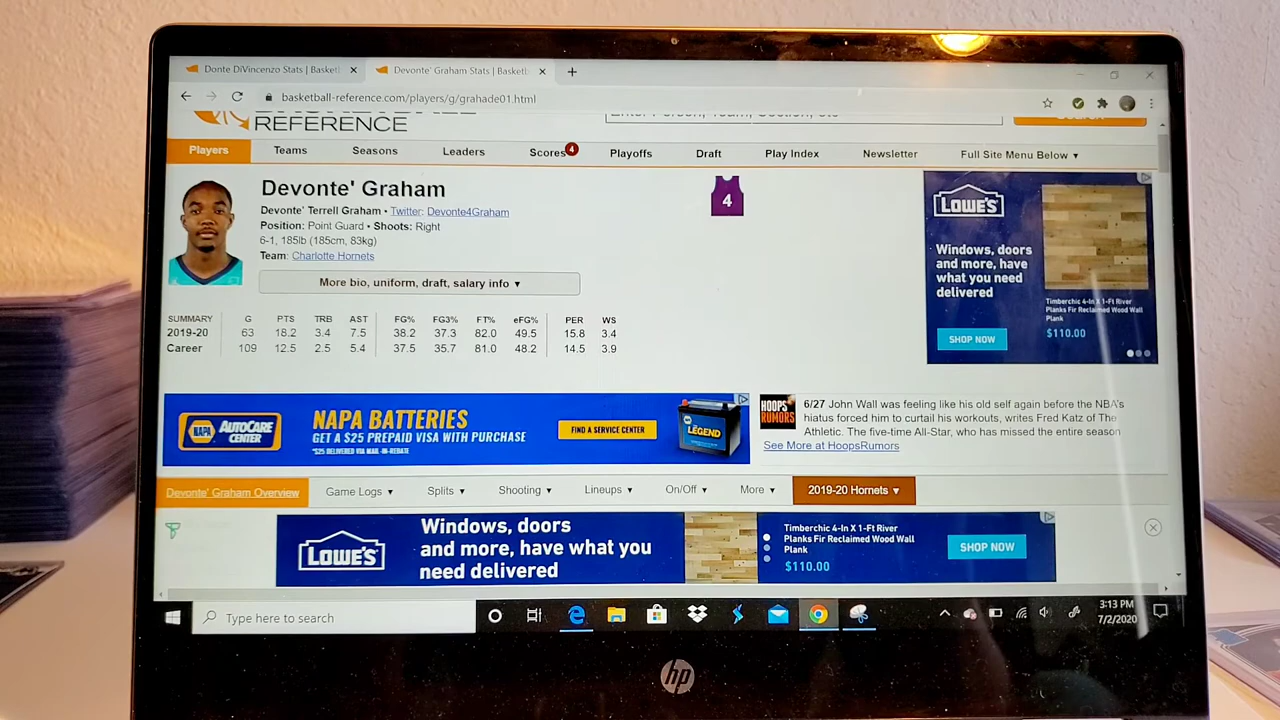 Donte DiVincenzo Stats | Basket
Devonte' Graham Stats | Basketb
basketball-reference.com/players/g/grahade01.html
REFERENCE
Players
Teams
Seasons
Leaders
Scores 4
Playoffs
Draft
Play Index
Newsletter
Full Site Menu Below ▼
Devonte' Graham
Devonte' Terrell Graham • Twitter: Devonte4Graham
Position: Point Guard • Shoots: Right
6-1, 185lb (185cm, 83kg)
Team: Charlotte Hornets
More bio, uniform, draft, salary info ▼
4
SUMMARY G PTS TRB AST FG% FG3% FT% eFG% PER WS
2019-20 63 18.2 3.4 7.5 38.2 37.3 82.0 49.5 15.8 3.4
Career 109 12.5 2.5 5.4 37.5 35.7 81.0 48.2 14.5 3.9
LOWE'S
Windows, doors
and more, have
what you need
delivered
SHOP NOW
Timberchic 4-In X 1-Ft River
Planks Fir Reclaimed Wood Wall
Plank
$110.00
NAPA AUTOCARE
CENTER
NAPA BATTERIES
GET A $25 PREPAID VISA WITH PURCHASE
*$25 DELIVERED VIA MAIL-IN-REBATE
FIND A SERVICE CENTER
LEGEND
HOOPS
RUMORS
6/27 John Wall was feeling like his old self again before the NBA's
hiatus forced him to curtail his workouts, writes Fred Katz of The
Athletic. The five-time All-Star, who has missed the entire season
See More at HoopsRumors
Devonte' Graham Overview
Game Logs ▼
Splits ▼
Shooting ▼
Lineups ▼
On/Off ▼
More ▼
2019-20 Hornets ▼
LOWE'S
Windows, doors
and more, have what you
need delivered
Timberchic 4-In X 1-Ft River
Planks Fir Reclaimed Wood Wall
Plank
$110.00
SHOP NOW
Type here to search
3:13 PM
7/2/2020
hp